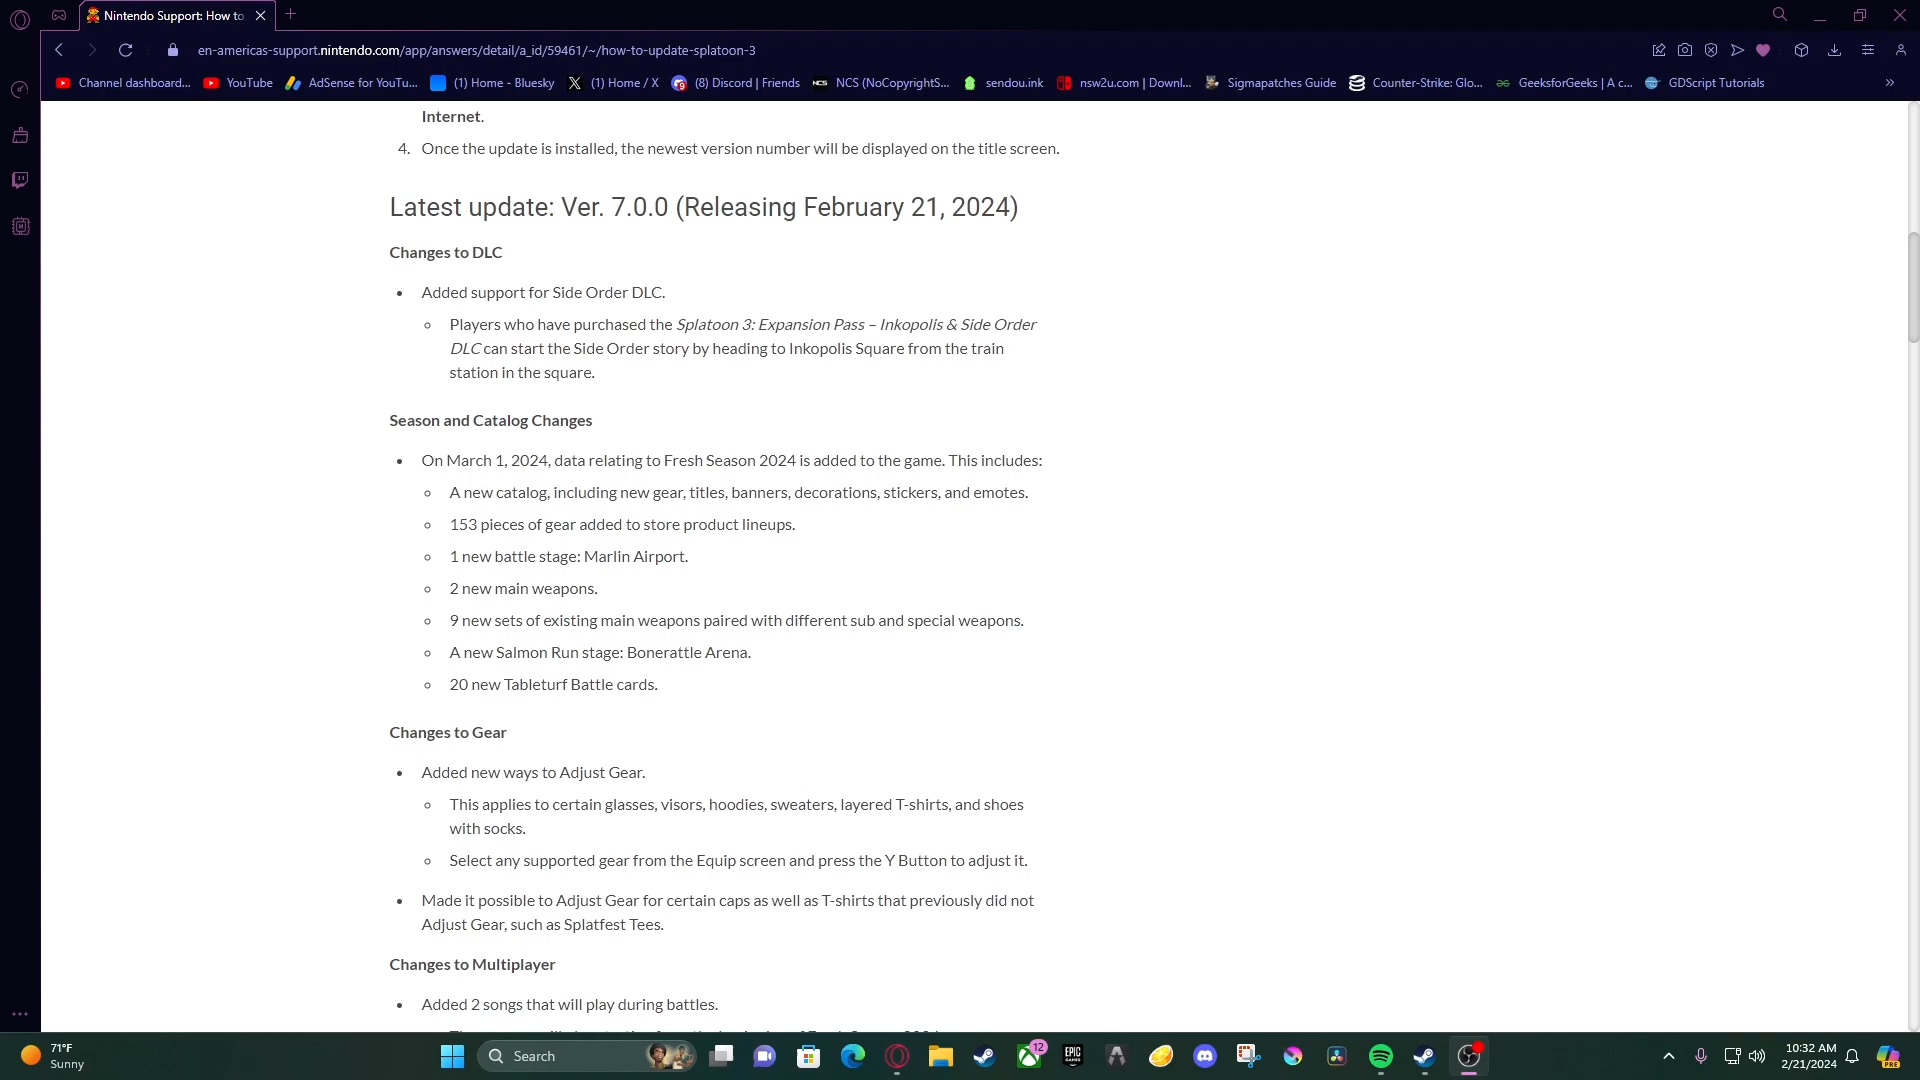 Nintendo Support: How to
en-americas-support.nintendo.com/app/answers/detail/a_id/59461/~/how-to-update-splatoon-3
Channel dashboard... YouTube AdSense for YouTu... (1) Home - Bluesky (1) Home / X (8) Discord | Friends NCS NCS (NoCopyrightS... sendou.ink nsw2u.com | Downl... Sigmapatches Guide Counter-Strike: Glo... GeeksforGeeks | A c... GDScript Tutorials »
Internet.
4. Once the update is installed, the newest version number will be displayed on the title screen.
Latest update: Ver. 7.0.0 (Releasing February 21, 2024)
Changes to DLC
• Added support for Side Order DLC.
◦ Players who have purchased the Splatoon 3: Expansion Pass – Inkopolis & Side Order
DLC can start the Side Order story by heading to Inkopolis Square from the train
station in the square.
Season and Catalog Changes
• On March 1, 2024, data relating to Fresh Season 2024 is added to the game. This includes:
◦ A new catalog, including new gear, titles, banners, decorations, stickers, and emotes.
◦ 153 pieces of gear added to store product lineups.
◦ 1 new battle stage: Marlin Airport.
◦ 2 new main weapons.
◦ 9 new sets of existing main weapons paired with different sub and special weapons.
◦ A new Salmon Run stage: Bonerattle Arena.
◦ 20 new Tableturf Battle cards.
Changes to Gear
• Added new ways to Adjust Gear.
◦ This applies to certain glasses, visors, hoodies, sweaters, layered T-shirts, and shoes
with socks.
◦ Select any supported gear from the Equip screen and press the Y Button to adjust it.
• Made it possible to Adjust Gear for certain caps as well as T-shirts that previously did not
Adjust Gear, such as Splatfest Tees.
Changes to Multiplayer
• Added 2 songs that will play during battles.
71°F
Sunny
Search
12
EPIC GAMES
10:32 AM
2/21/2024
PRE